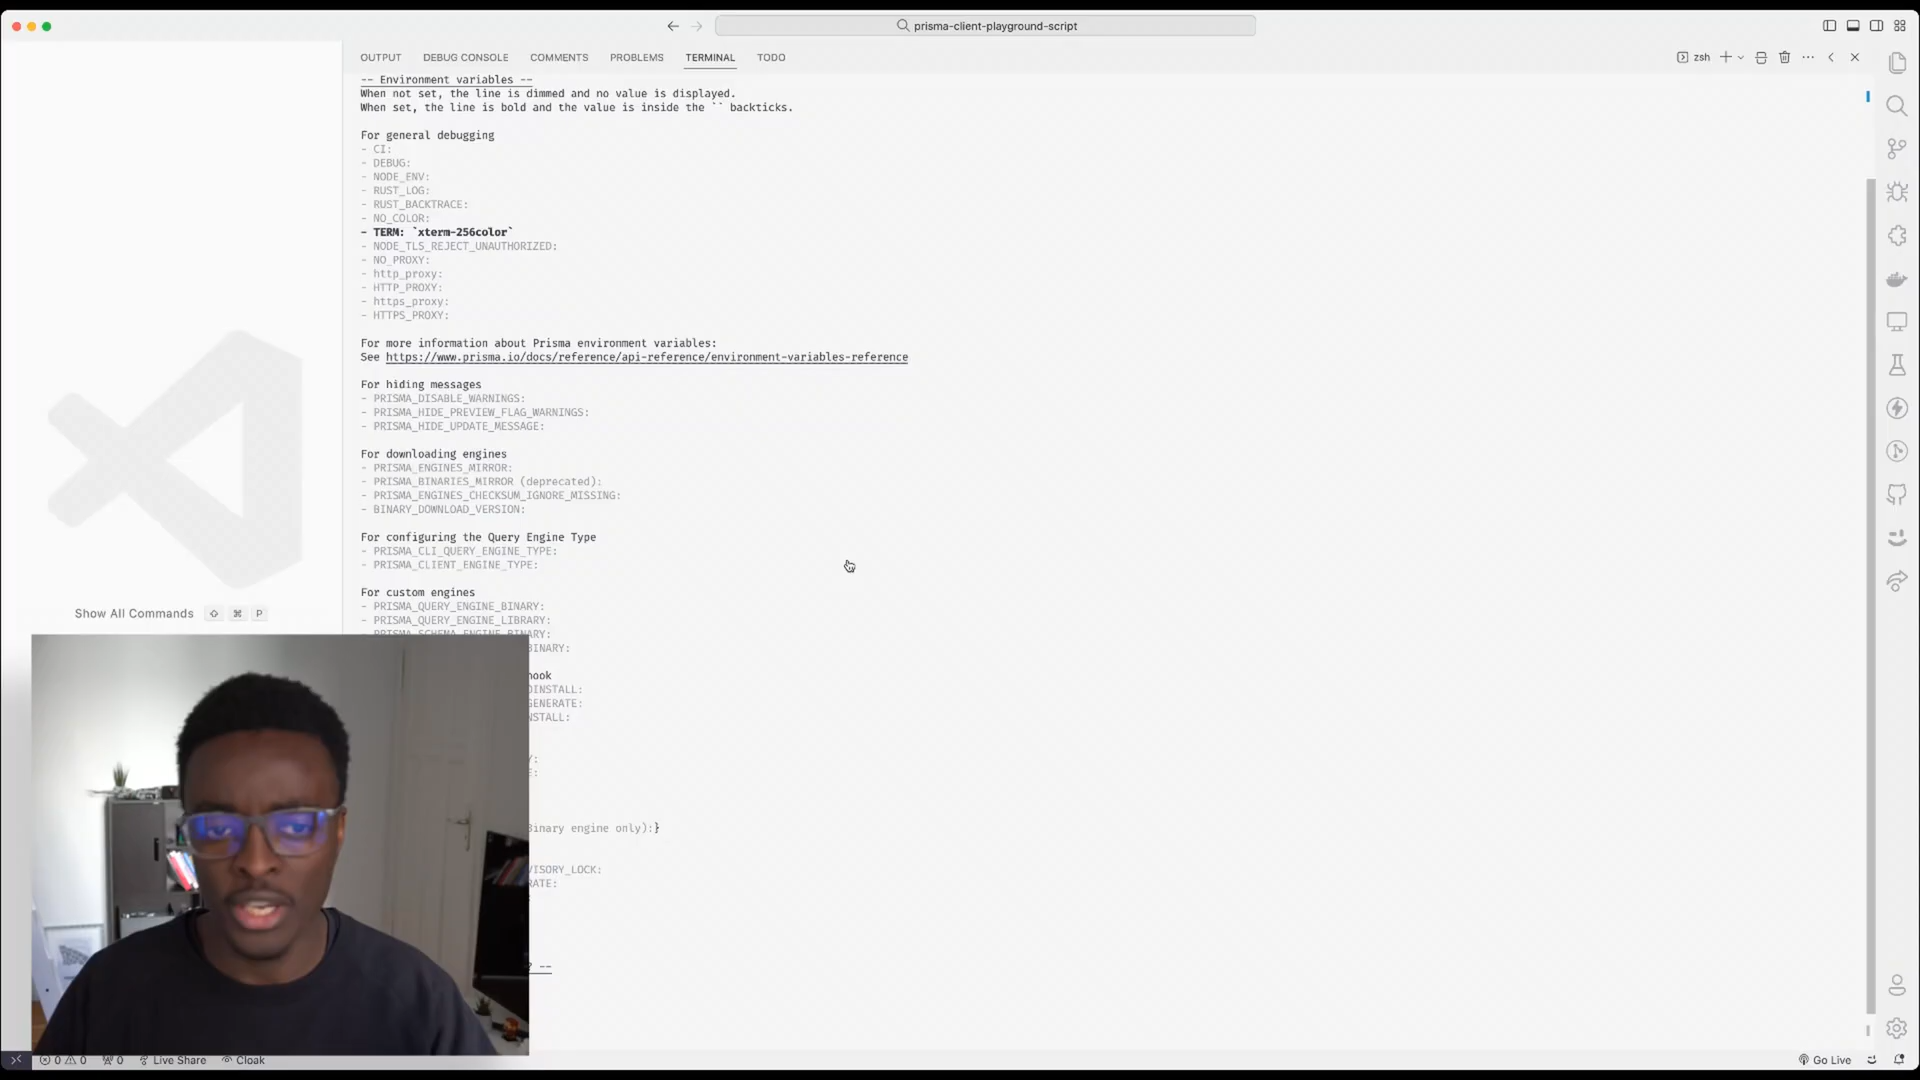 prisma-client-playground-script
OUTPUT DEBUG CONSOLE COMMENTS PROBLEMS TERMINAL TODO
zsh
-- Environment variables --
When not set, the line is dimmed and no value is displayed.
When set, the line is bold and the value is inside the `` backticks.
For general debugging
- CI:
- DEBUG:
- NODE_ENV:
- RUST_LOG:
- RUST_BACKTRACE:
- NO_COLOR:
- TERM: `xterm-256color`
- NODE_TLS_REJECT_UNAUTHORIZED:
- NO_PROXY:
- http_proxy:
- HTTP_PROXY:
- https_proxy:
- HTTPS_PROXY:
For more information about Prisma environment variables:
See https://www.prisma.io/docs/reference/api-reference/environment-variables-reference
For hiding messages
- PRISMA_DISABLE_WARNINGS:
- PRISMA_HIDE_PREVIEW_FLAG_WARNINGS:
- PRISMA_HIDE_UPDATE_MESSAGE:
For downloading engines
- PRISMA_ENGINES_MIRROR:
- PRISMA_BINARIES_MIRROR (deprecated):
- PRISMA_ENGINES_CHECKSUM_IGNORE_MISSING:
- BINARY_DOWNLOAD_VERSION:
For configuring the Query Engine Type
- PRISMA_CLI_QUERY_ENGINE_TYPE:
- PRISMA_CLIENT_ENGINE_TYPE:
For custom engines
- PRISMA_QUERY_ENGINE_BINARY:
- PRISMA_QUERY_ENGINE_LIBRARY:
- PRISMA_SCHEMA_ENGINE_BINARY:
BINARY:
hook
INSTALL:
GENERATE:
NSTALL:
Binary engine only):}
VISORY_LOCK:
RATE:
--
Show All Commands ⇧ ⌘ P
0 0 0 Live Share Cloak
Go Live